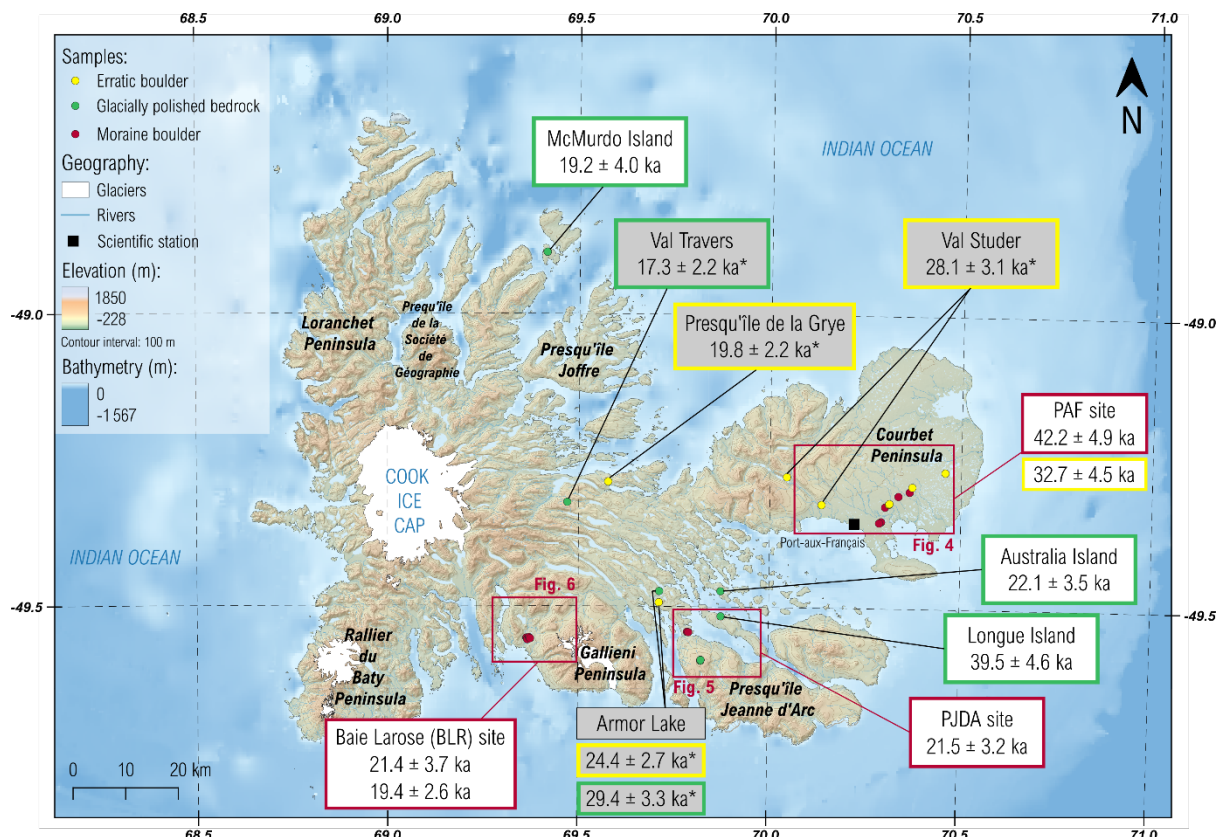 68.5
69.0
69.5
70.0
70.5
71.0
Samples:
Erratic boulder
Glacially polished bedrock
Moraine boulder
Geography:
Glaciers
Rivers
Scientific station
Elevation (m):
1850
-228
Contour interval: 100 m
Bathymetry (m):
0
-1 567
N
INDIAN OCEAN
McMurdo Island
19.2 ± 4.0 ka
Val Travers
17.3 ± 2.2 ka*
Val Studer
28.1 ± 3.1 ka*
-49.0
-49.0
Loranchet
Peninsula
Prequ'île
de la
Société
de
Géographie
Presqu'île
Joffre
Presqu'île de la Grye
19.8 ± 2.2 ka*
PAF site
42.2 ± 4.9 ka
32.7 ± 4.5 ka
Courbet
Peninsula
COOK
ICE
CAP
Port-aux-Français
Fig. 4
INDIAN OCEAN
Australia Island
22.1 ± 3.5 ka
Fig. 6
-49.5
-49.5
Longue Island
39.5 ± 4.6 ka
Rallier
du
Baty
Peninsula
Gallieni
Peninsula
Fig. 5
Presqu'île
Jeanne d'Arc
Armor Lake
24.4 ± 2.7 ka*
29.4 ± 3.3 ka*
PJDA site
21.5 ± 3.2 ka
Baie Larose (BLR) site
21.4 ± 3.7 ka
19.4 ± 2.6 ka
0 10 20 km
68.5
69.0
69.5
70.0
70.5
71.0